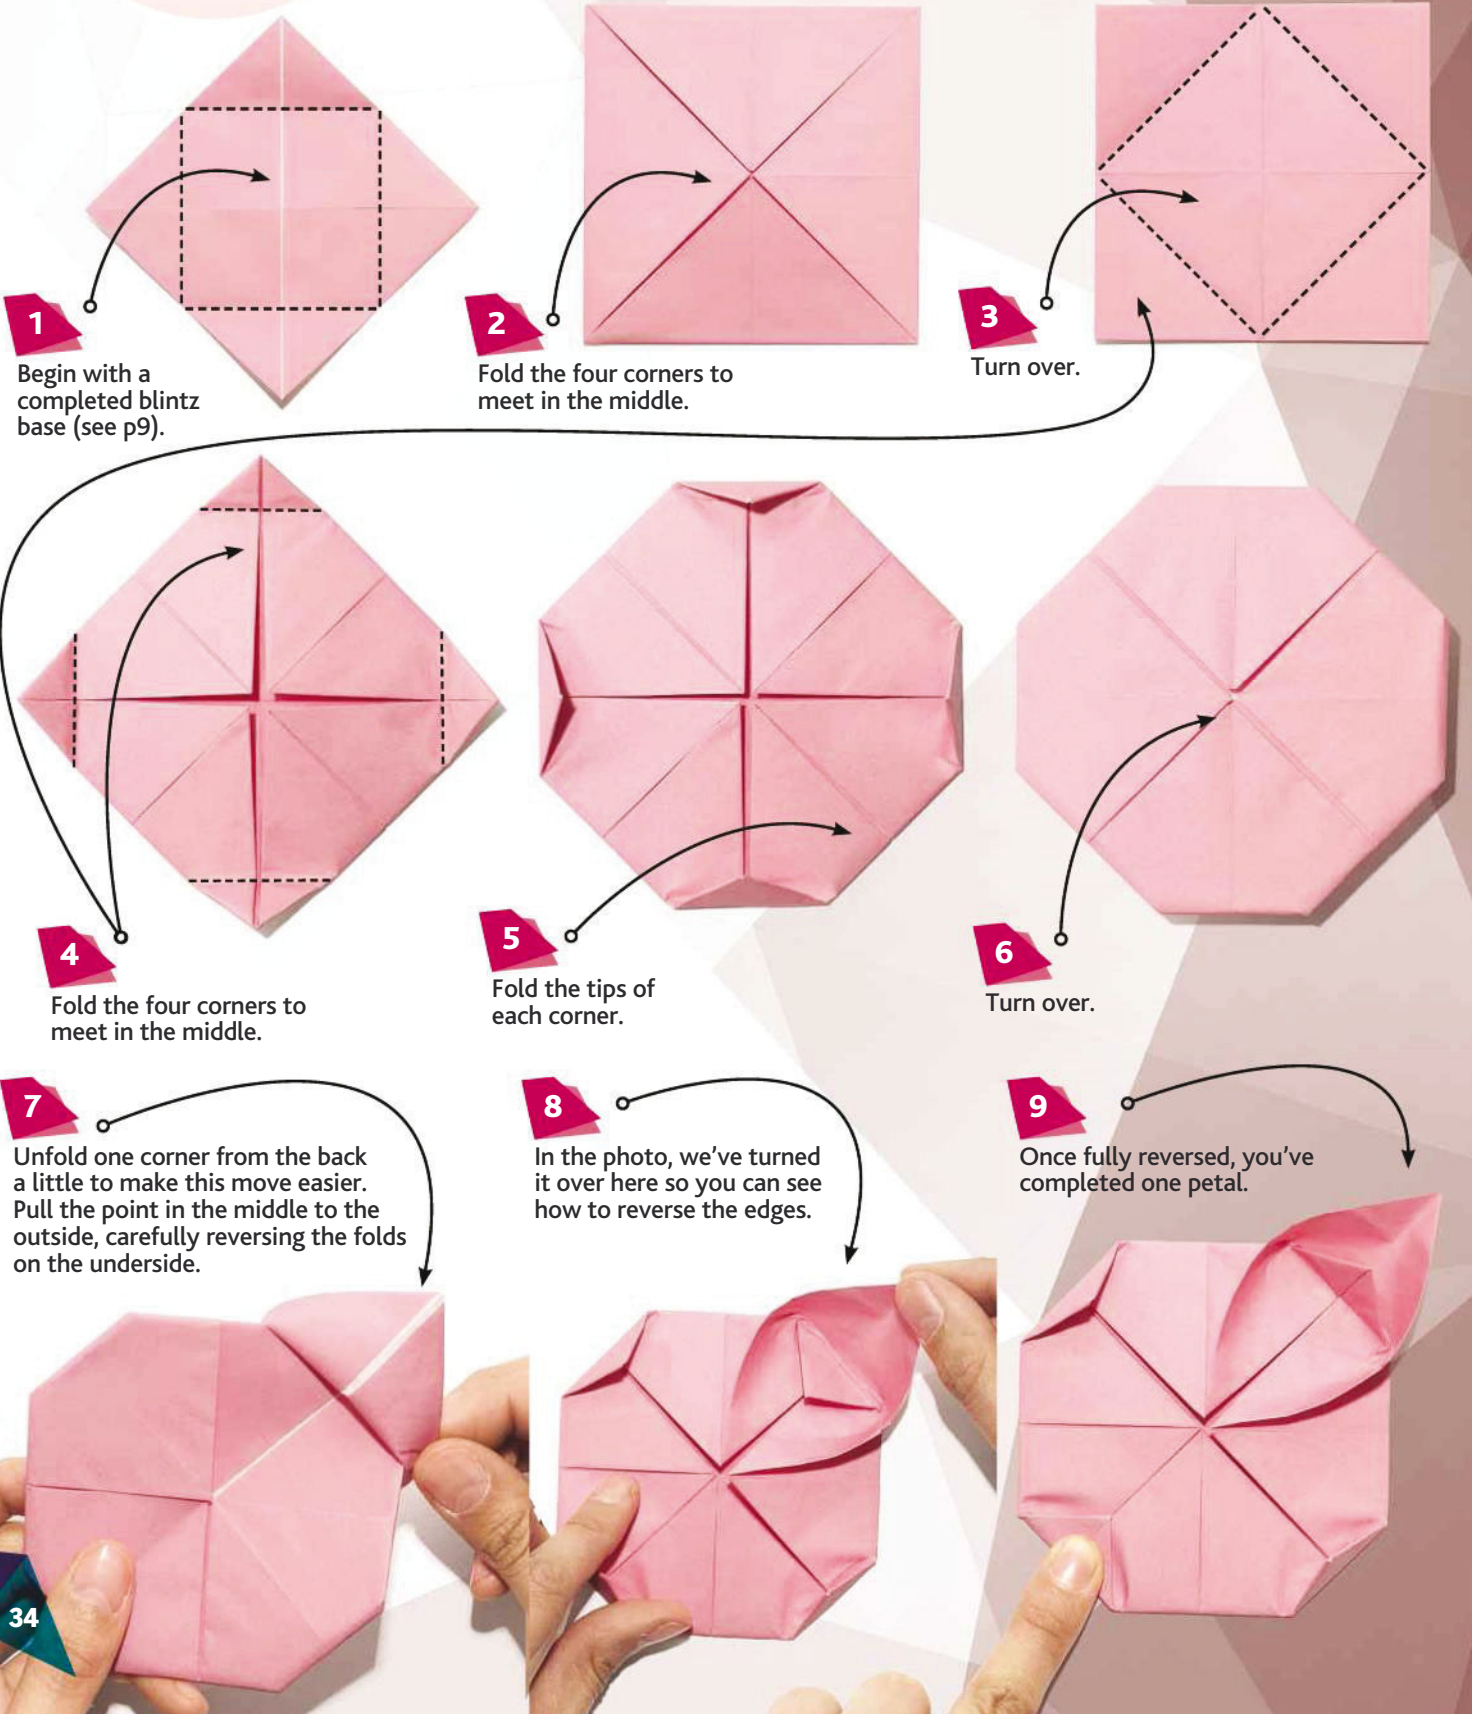 1
Begin with a
completed blintz
base (see p9).
2
Fold the four corners to
meet in the middle.
3
Turn over.
4
Fold the four corners to
meet in the middle.
5
Fold the tips of
each corner.
6
Turn over.
7
Unfold one corner from the back
a little to make this move easier.
Pull the point in the middle to the
outside, carefully reversing the folds
on the underside.
8
In the photo, we’ve turned
it over here so you can see
how to reverse the edges.
9
Once fully reversed, you’ve
completed one petal.
34